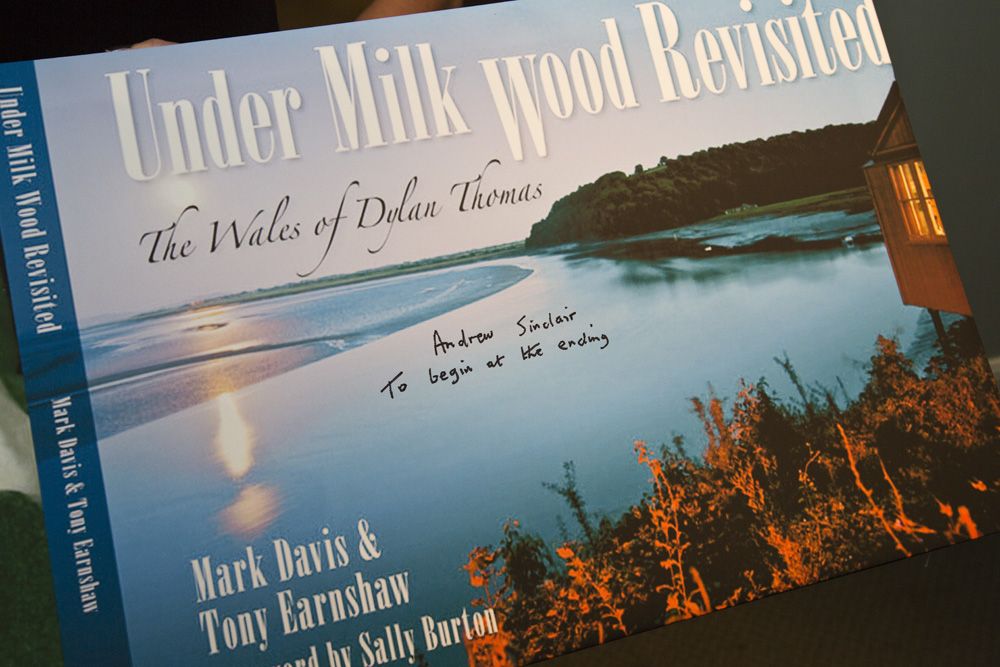 Under Milk Wood Revisited
The Wales of Dylan Thomas
Andrew Sinclair
To begin at the ending
Mark Davis &
Tony Earnshaw
by Sally Burton
Under Milk Wood Revisited
Mark Davis & Tony Earnshaw